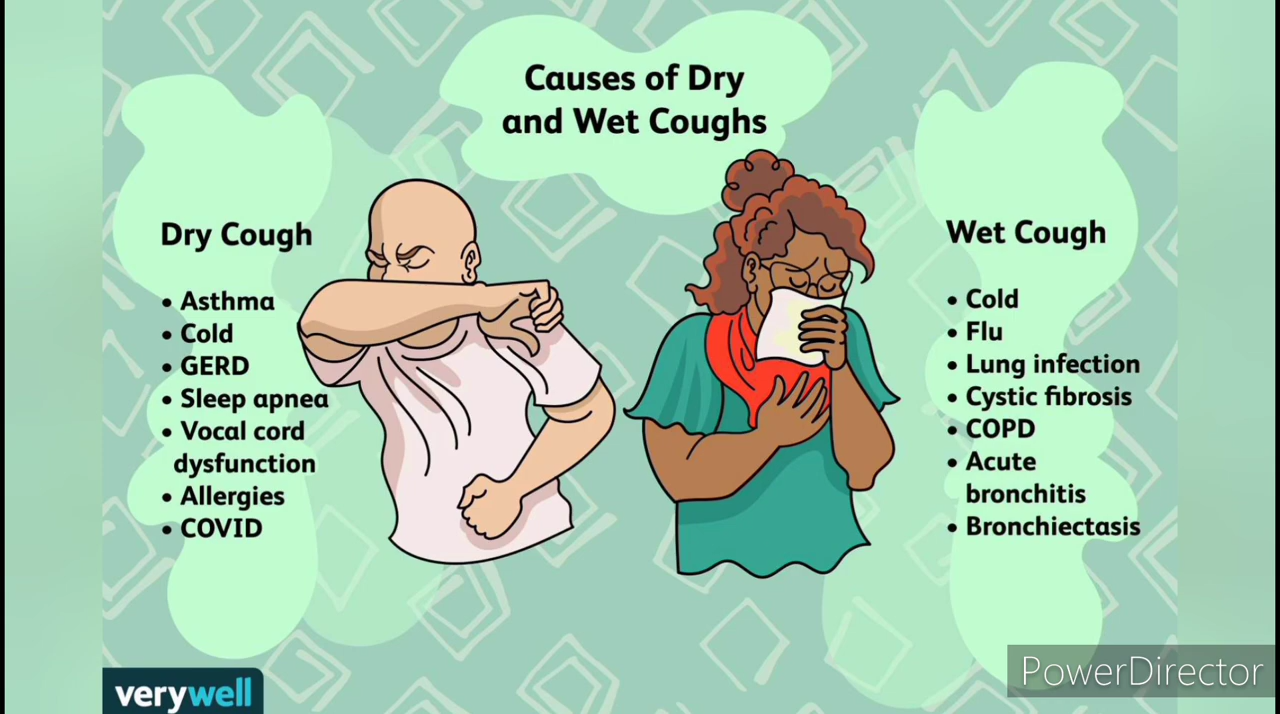 Causes of Dry
and Wet Coughs
Dry Cough
• Asthma
• Cold
• GERD
• Sleep apnea
• Vocal cord
dysfunction
• Allergies
• COVID
Wet Cough
• Cold
• Flu
• Lung infection
• Cystic fibrosis
• COPD
• Acute
bronchitis
• Bronchiectasis
verywell
PowerDirector